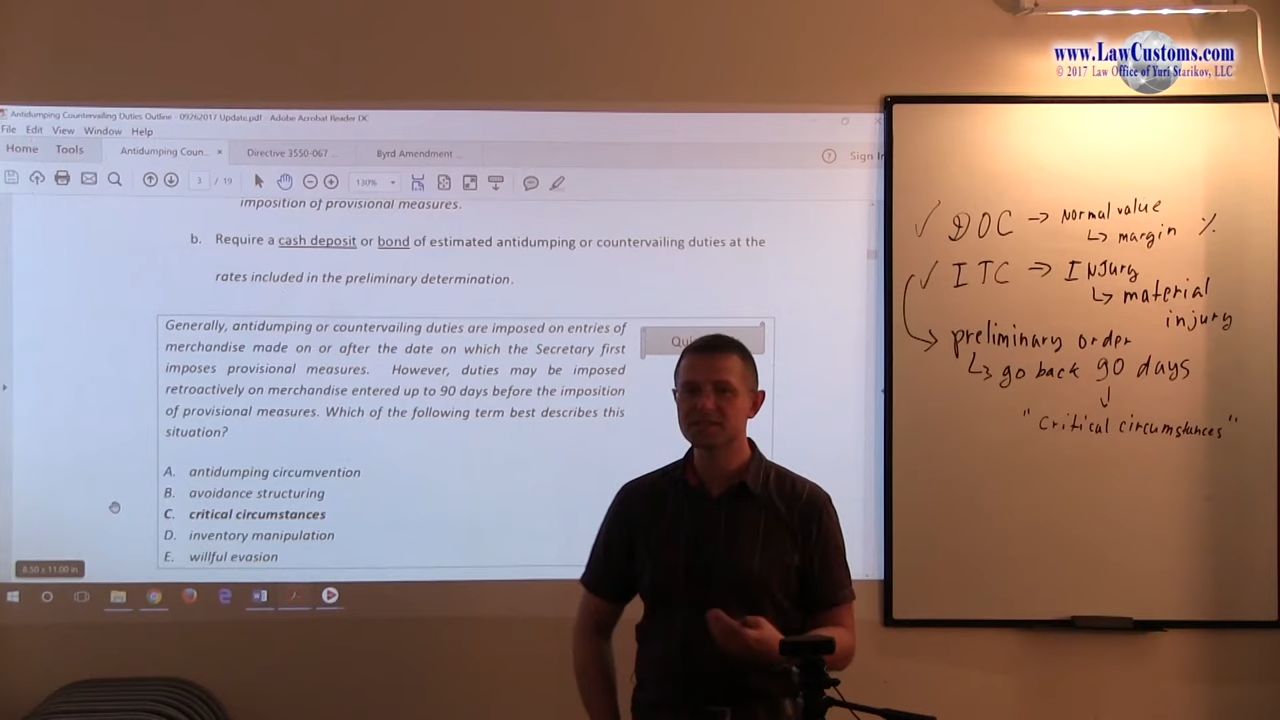 www.LawCustoms.com
© 2017 Law Office of Yuri Starikov, LLC
Antidumping Countervailing Duties Outline - 09262017 Update.pdf - Adobe Acrobat Reader DC
File Edit View Window Help
Home Tools Antidumping Coun... × Directive 3550-067 ... Byrd Amendment ... Sign In
3 / 19 130%
imposition of provisional measures.
b. Require a cash deposit or bond of estimated antidumping or countervailing duties at the
rates included in the preliminary determination.
Generally, antidumping or countervailing duties are imposed on entries of
merchandise made on or after the date on which the Secretary first
imposes provisional measures. However, duties may be imposed
retroactively on merchandise entered up to 90 days before the imposition
of provisional measures. Which of the following term best describes this
situation?
A. antidumping circumvention
B. avoidance structuring
C. critical circumstances
D. inventory manipulation
E. willful evasion
8.50 x 11.00 in
✓ DOC → Normal value
↳ margin %
✓ ITC → INjury
↳ material
injury
→ preliminary order
↳ go back 90 days
↓
"critical circumstances"